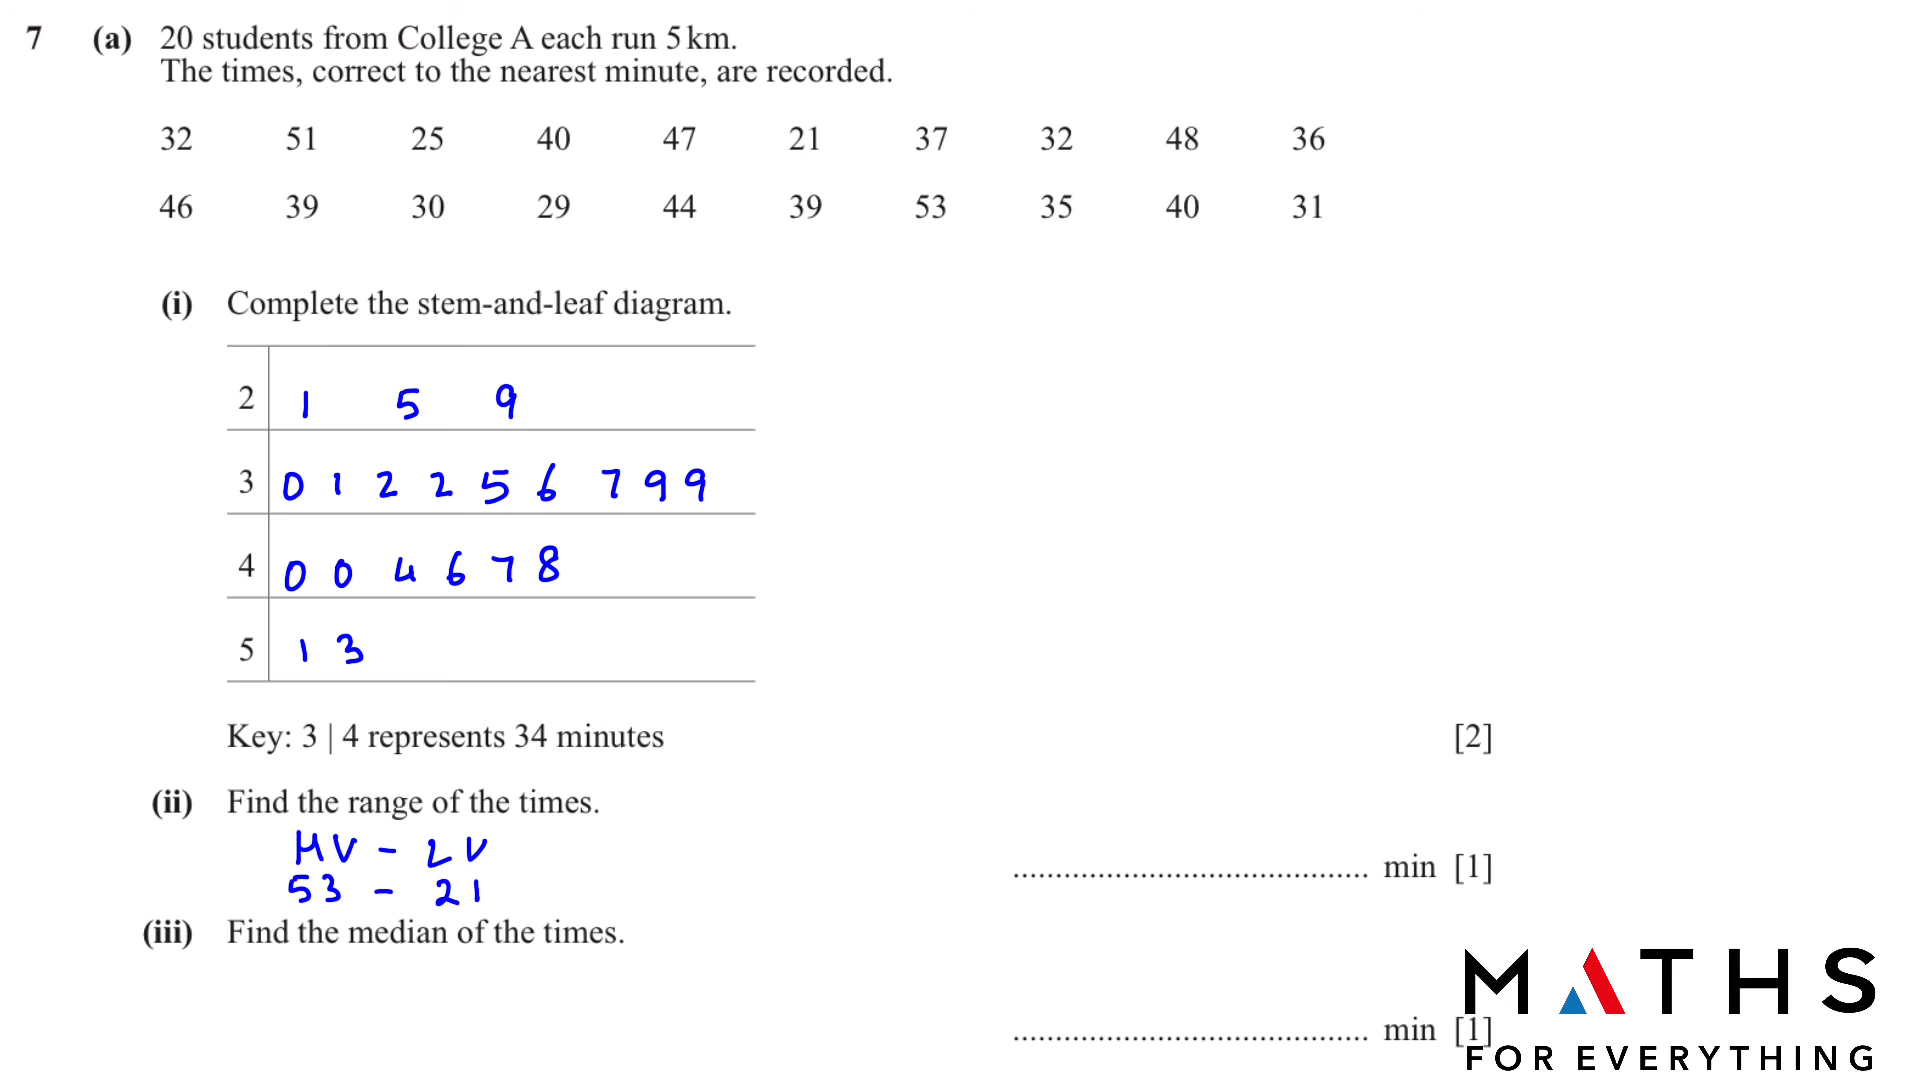 7 (a) 20 students from College A each run 5 km.
The times, correct to the nearest minute, are recorded.
32 51 25 40 47 21 37 32 48 36
46 39 30 29 44 39 53 35 40 31
(i) Complete the stem-and-leaf diagram.
2 1 5 9
3 0 1 2 2 5 6 7 9 9
4 0 0 4 6 7 8
5 1 3
Key: 3 | 4 represents 34 minutes [2]
(ii) Find the range of the times.
HV - LV
........................................ min [1]
53 - 21
(iii) Find the median of the times.
MATHS
........................................ min [1]
FOR EVERYTHING